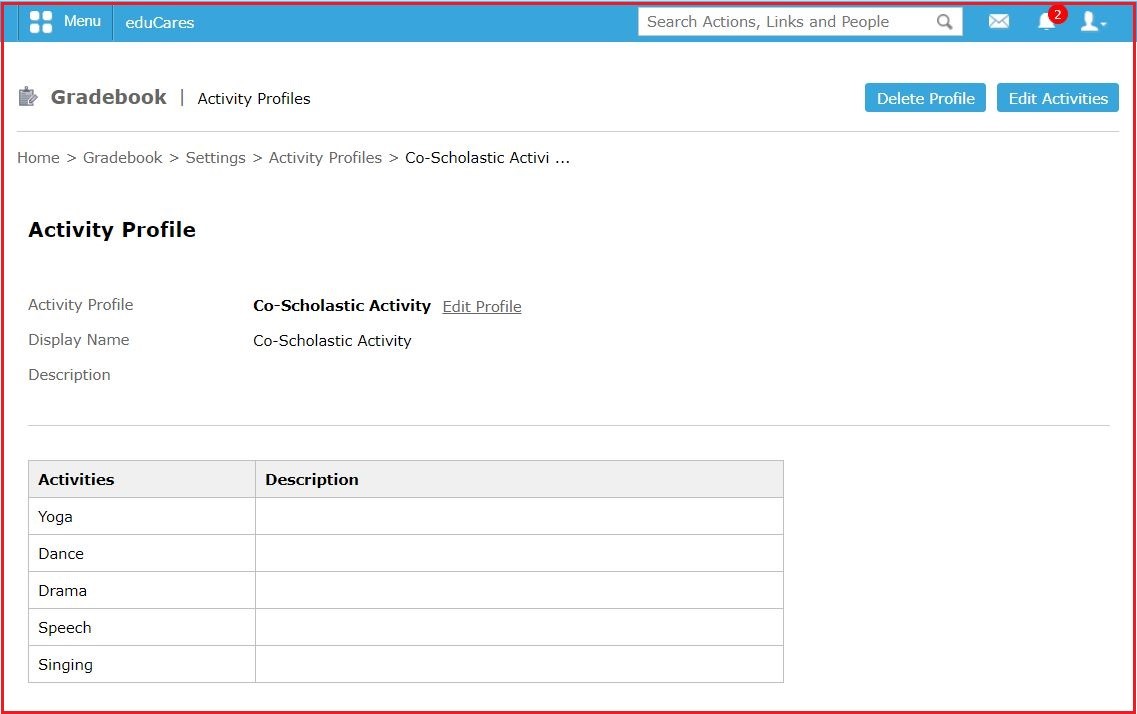 Menu eduCares Search Actions, Links and People 2
Gradebook | Activity Profiles Delete Profile Edit Activities
Home > Gradebook > Settings > Activity Profiles > Co-Scholastic Activi ...
Activity Profile
Activity Profile Co-Scholastic Activity Edit Profile
Display Name Co-Scholastic Activity
Description
Activities Description
Yoga
Dance
Drama
Speech
Singing